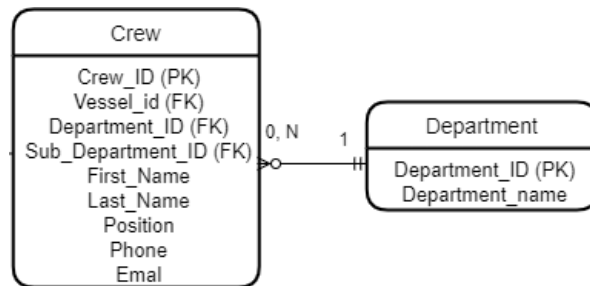 Crew
Crew_ID (PK)
Vessel_id (FK)
Department_ID (FK)
Sub_Department_ID (FK)
First_Name
Last_Name
Position
Phone
Emal
0, N
1
Department
Department_ID (PK)
Department_name